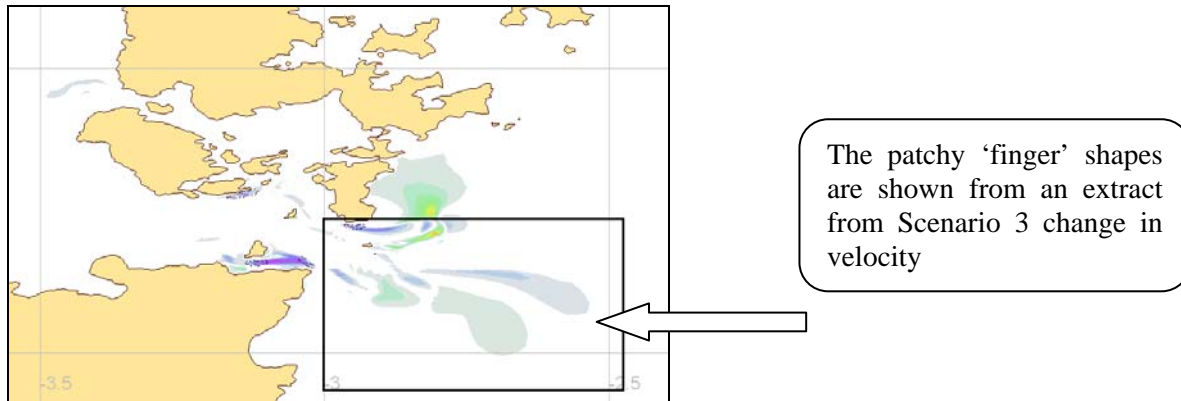 The patchy ‘finger’ shapes
are shown from an extract
from Scenario 3 change in
velocity
-3.5
-3
-2.5